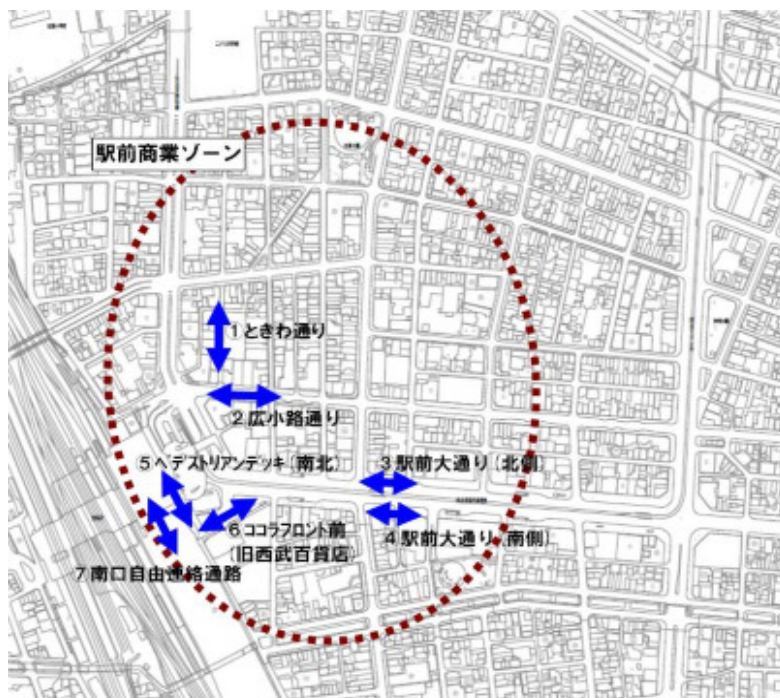 駅前商業ゾーン
1ときわ通り
2広小路通り
5ペデストリアンデッキ(南北)
3駅前大通り(北側)
6ココラフロント前
(旧西武百貨店)
4駅前大通り(南側)
7南口自由連絡通路